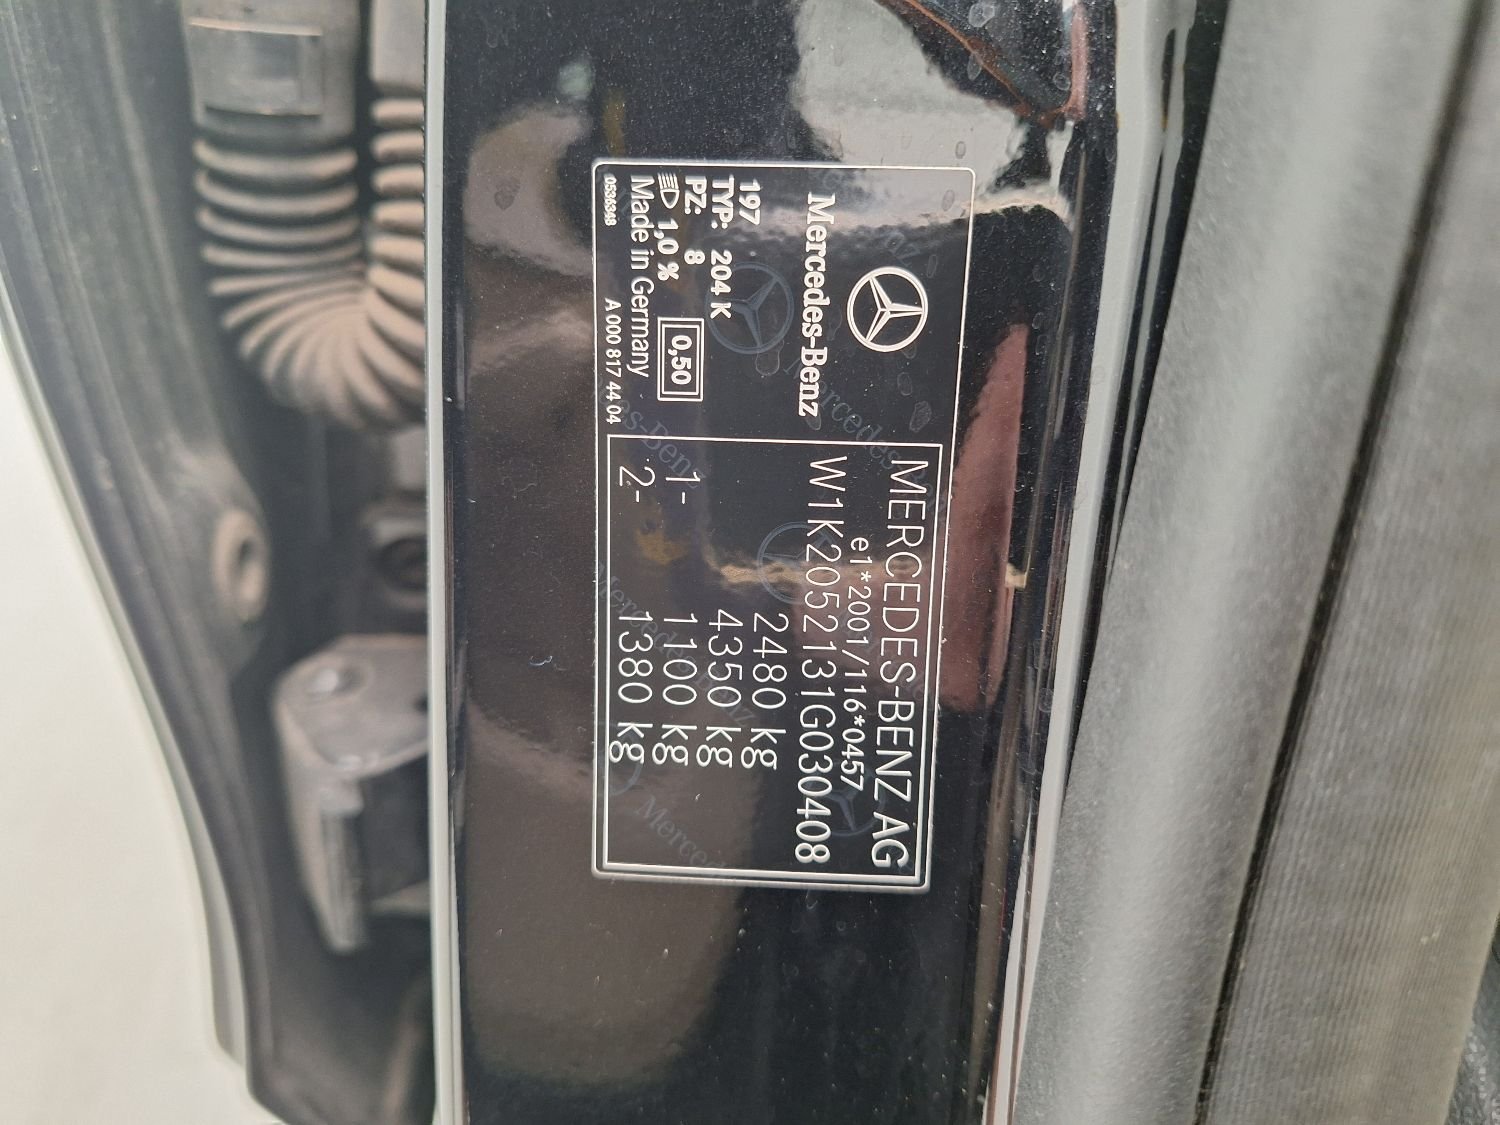 Mercedes-Benz
197
TYP: 204 K
PZ: 8
1,0 % 0,50
Made in Germany
0536348 A 000 817 44 04
MERCEDES-BENZ AG
e1*2001/116*0457
W1K2052131G030408
2480 kg
4350 kg
1- 1100 kg
2- 1380 kg